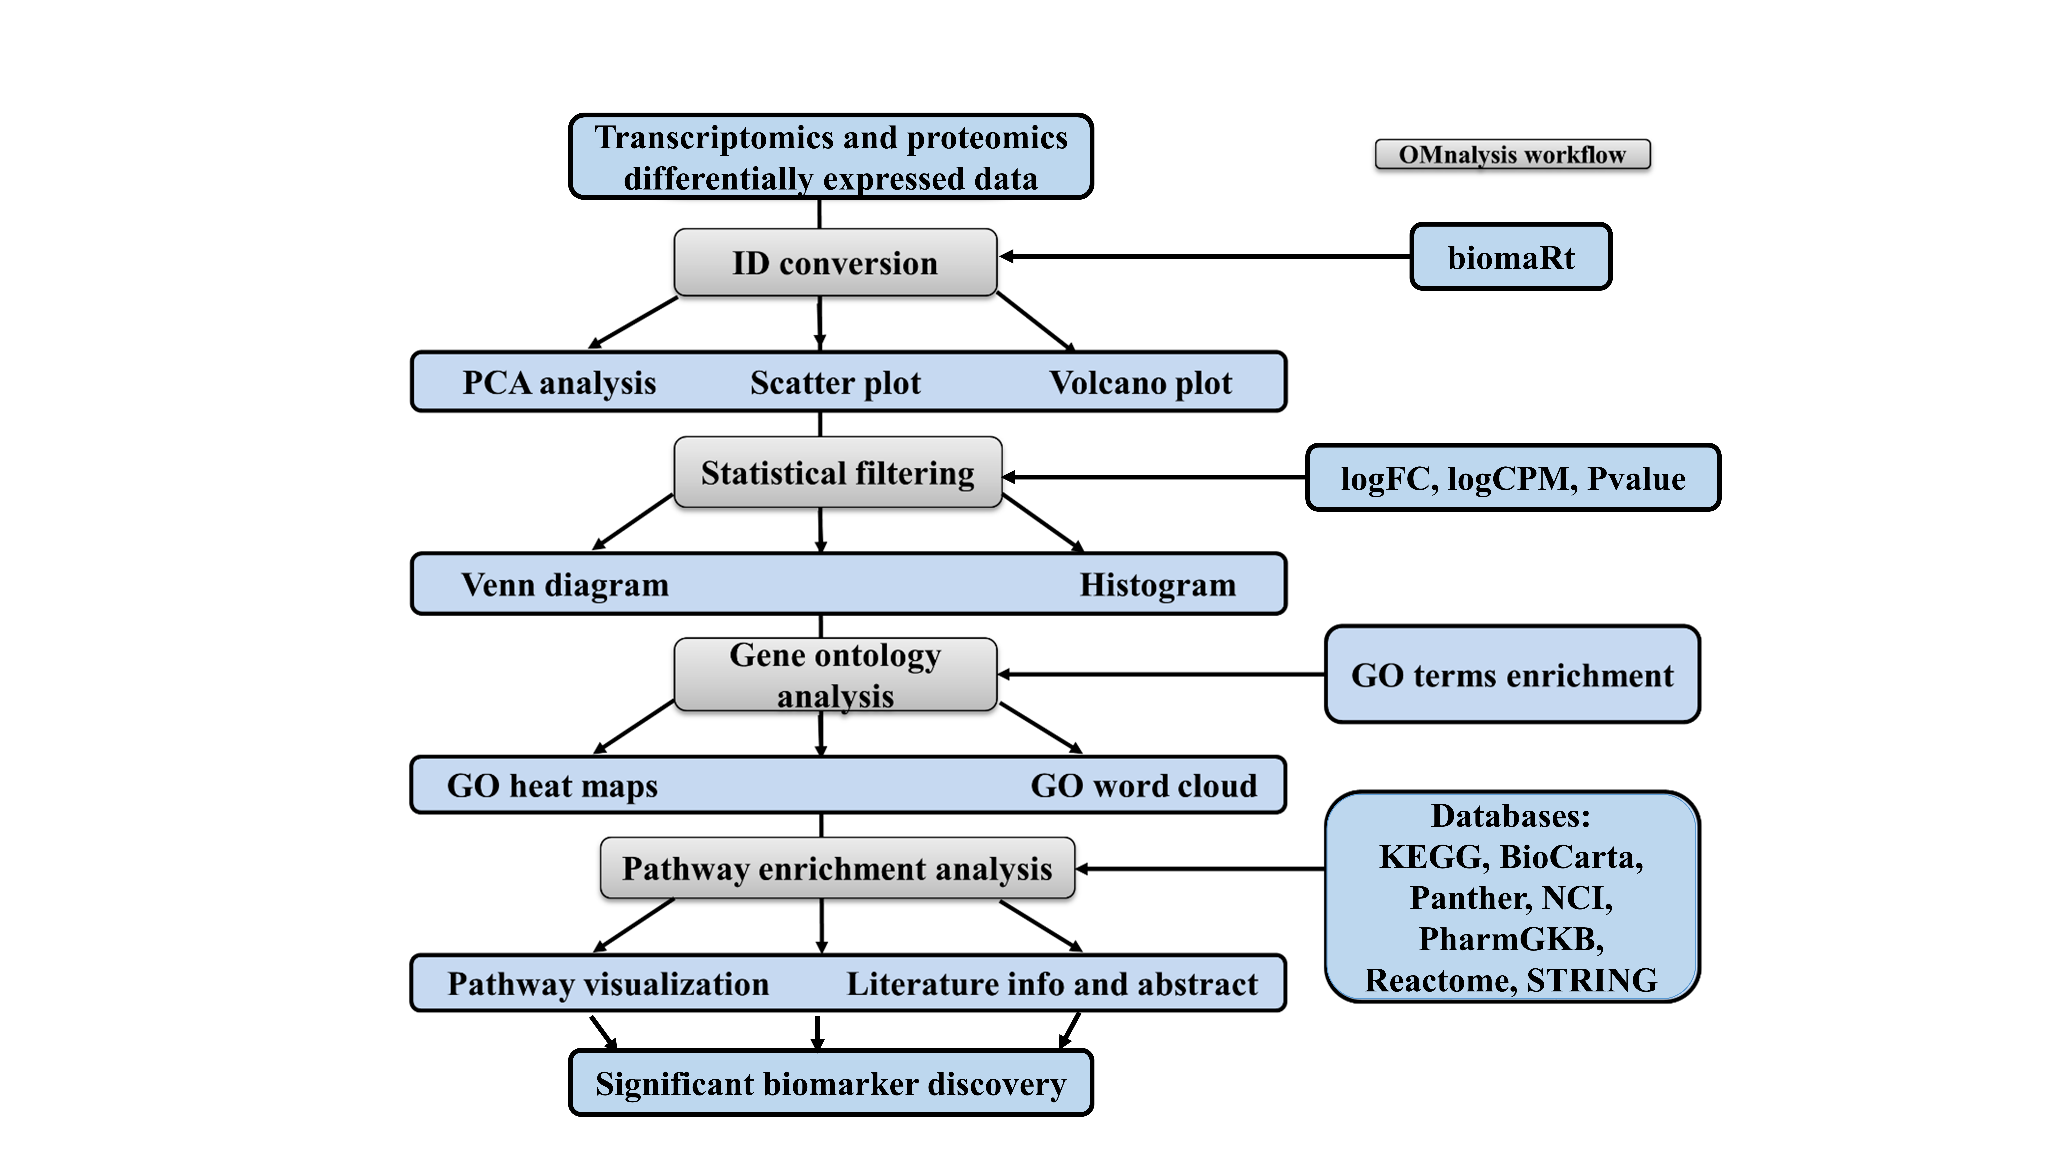 Transcriptomics and proteomics
differentially expressed data
OMnalysis workflow
ID conversion
biomaRt
PCA analysis
Scatter plot
Volcano plot
Statistical filtering
logFC, logCPM, Pvalue
Venn diagram
Histogram
Gene ontology
analysis
GO terms enrichment
GO heat maps
GO word cloud
Pathway enrichment analysis
Databases:
KEGG, BioCarta,
Panther, NCI,
PharmGKB,
Reactome, STRING
Pathway visualization
Literature info and abstract
Significant biomarker discovery